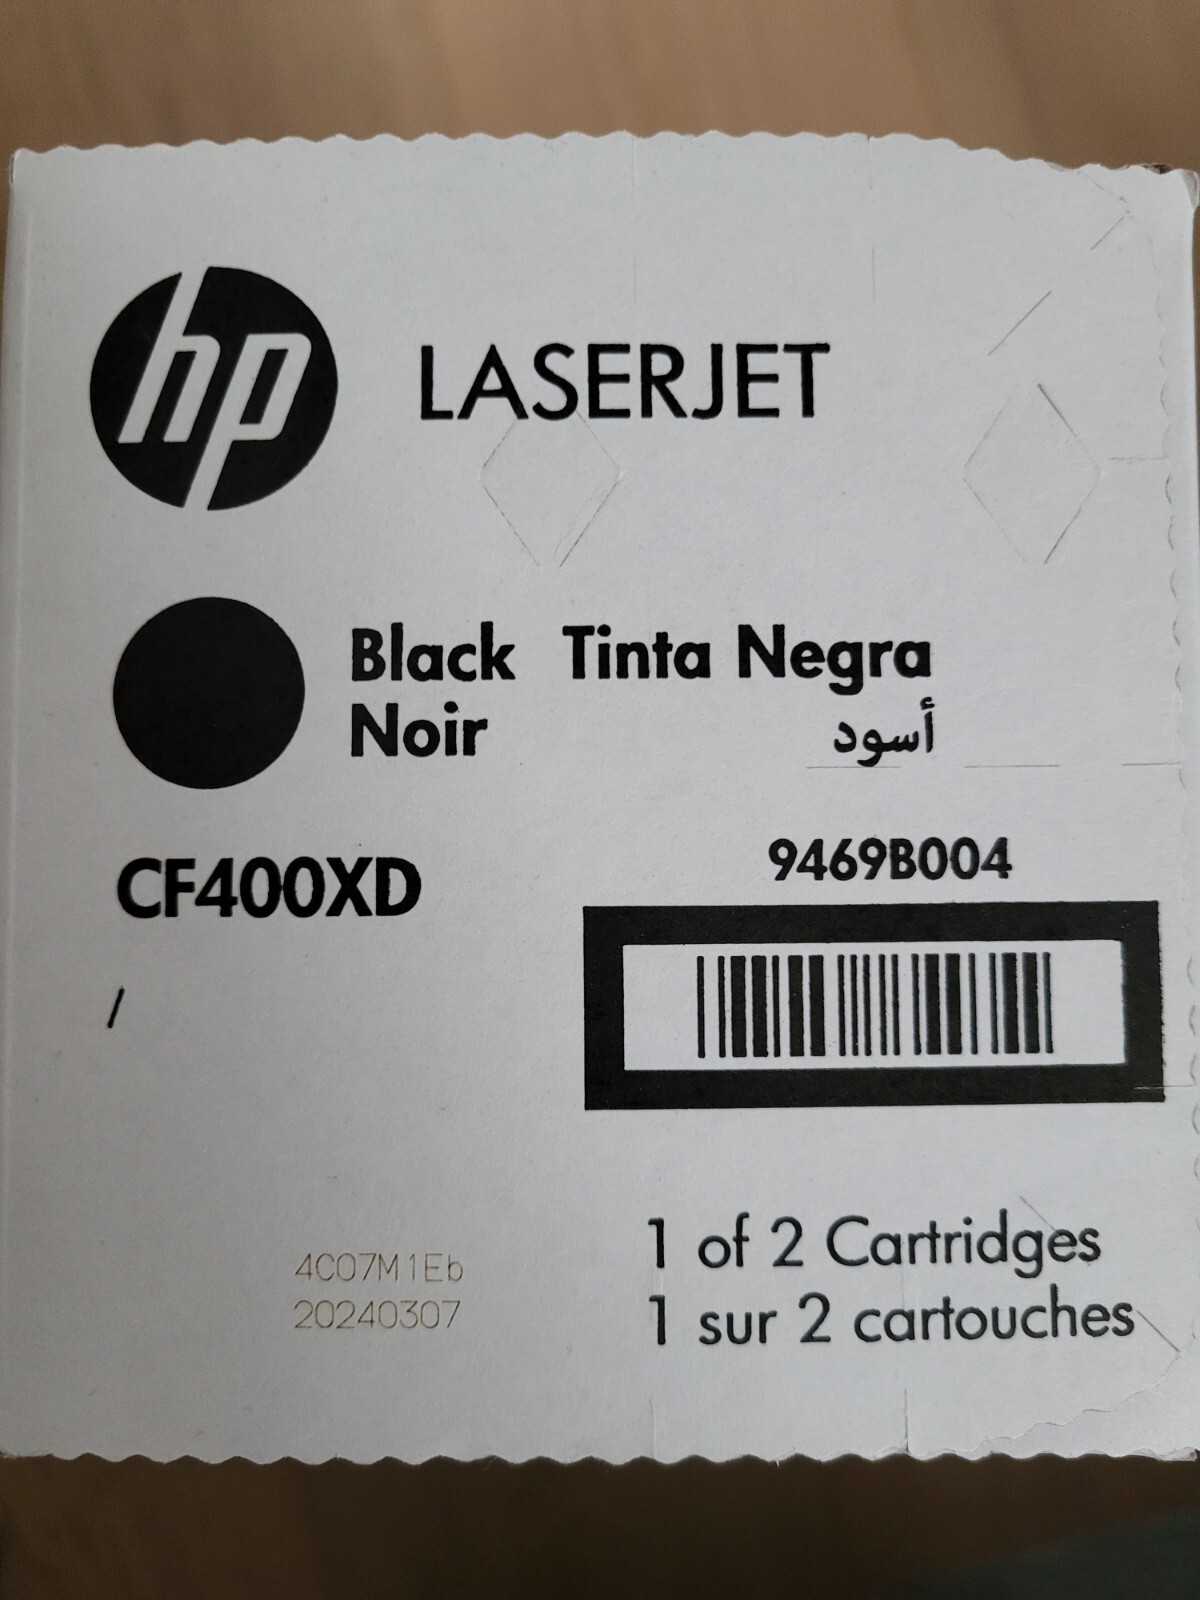 hp LASERJET
Black Tinta Negra
Noir أسود
CF400XD
9469B004
/
1 of 2 Cartridges
1 sur 2 cartouches
4C07M1Eb
20240307